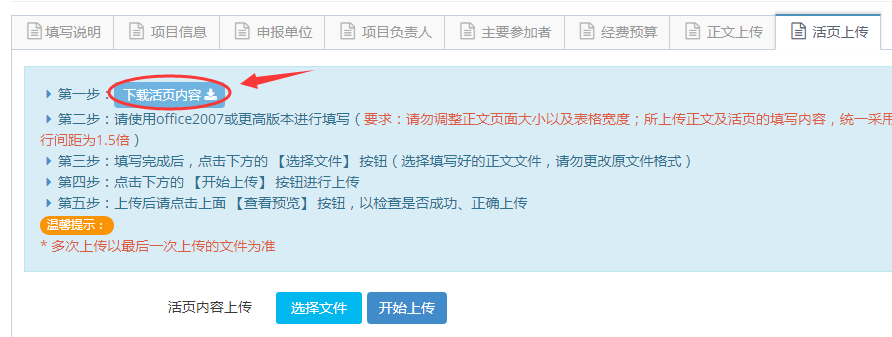 填写说明 项目信息 申报单位 项目负责人 主要参加者 经费预算 正文上传 活页上传
第一步：下载活页内容
第二步：请使用office2007或更高版本进行填写（要求：请勿调整正文页面大小以及表格宽度；所上传正文及活页的填写内容，统一采用
行间距为1.5倍）
第三步：填写完成后，点击下方的【选择文件】按钮（选择填写好的正文文件，请勿更改原文件格式）
第四步：点击下方的【开始上传】按钮进行上传
第五步：上传后请点击上面【查看预览】按钮，以检查是否成功、正确上传
温馨提示：
* 多次上传以最后一次上传的文件为准
活页内容上传 选择文件 开始上传